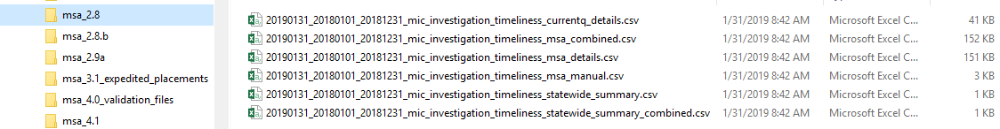 msa_2.8
msa_2.8.b
msa_2.9a
msa_3.1_expedited_placements
msa_4.0_validation_files
msa_4.1
20190131_20180101_20181231_mic_investigation_timeliness_currentq_details.csv 1/31/2019 8:42 AM Microsoft Excel C... 41 KB
20190131_20180101_20181231_mic_investigation_timeliness_msa_combined.csv 1/31/2019 8:42 AM Microsoft Excel C... 152 KB
20190131_20180101_20181231_mic_investigation_timeliness_msa_details.csv 1/31/2019 8:42 AM Microsoft Excel C... 151 KB
20190131_20180101_20181231_mic_investigation_timeliness_msa_manual.csv 1/31/2019 8:42 AM Microsoft Excel C... 3 KB
20190131_20180101_20181231_mic_investigation_timeliness_statewide_summary.csv 1/31/2019 8:42 AM Microsoft Excel C... 1 KB
20190131_20180101_20181231_mic_investigation_timeliness_statewide_summary_combined.csv 1/31/2019 8:42 AM Microsoft Excel C... 1 KB